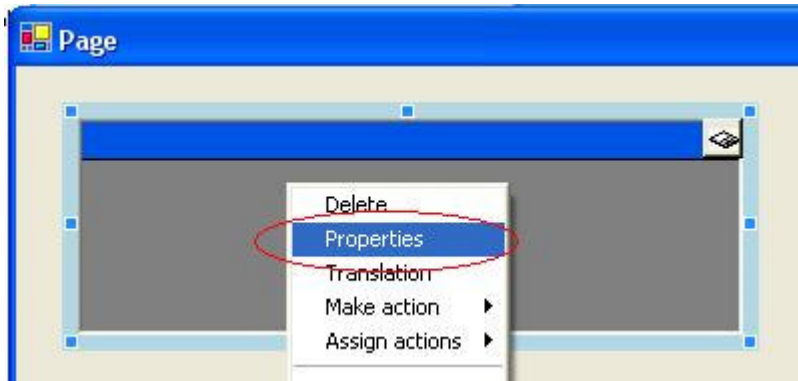 Page
Delete
Properties
Translation
Make action
Assign actions